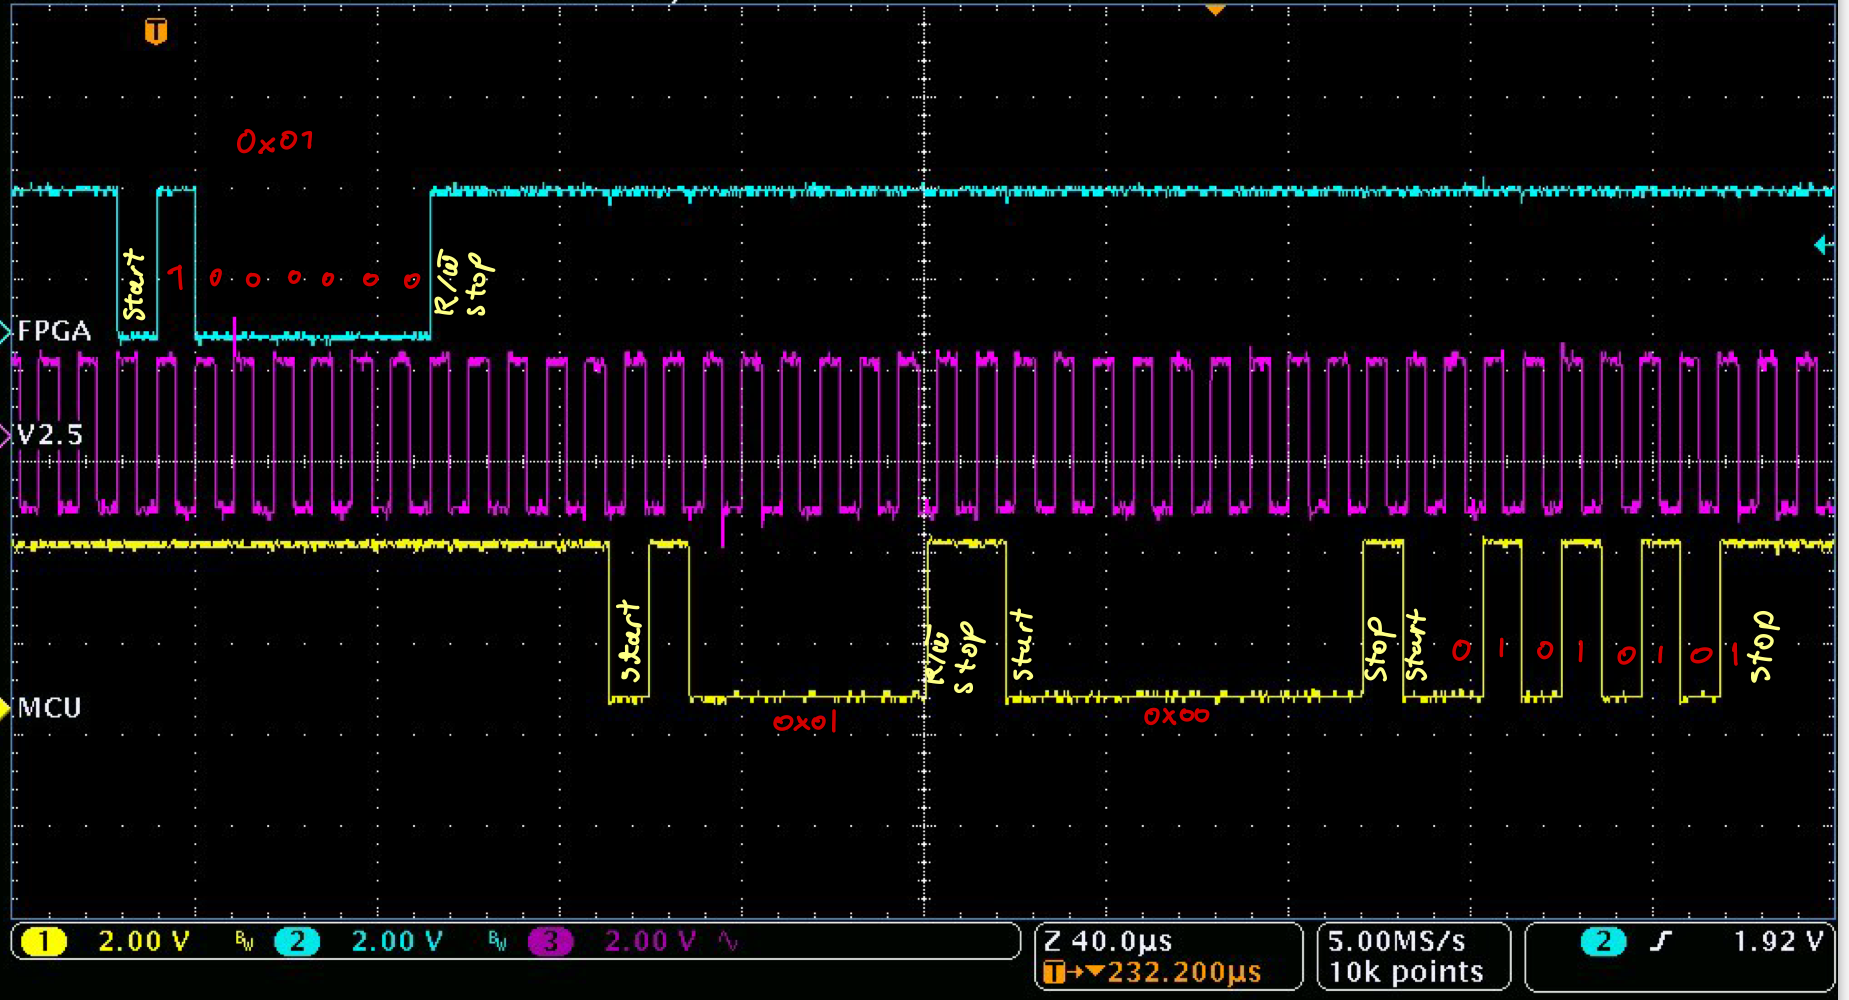 T
0x01
Start 1 0 0 0 0 0 0 R/W̅ Stop
FPGA
V2.5
Start R/W̅ Stop Start Stop Start 0 1 0 1 0 1 0 1 Stop
MCU
0x01 0x00
1 2.00 V BW 2 2.00 V BW 3 2.00 V
Z 40.0µs
T→▼232.200µs
5.00MS/s
10k points
2 1.92 V